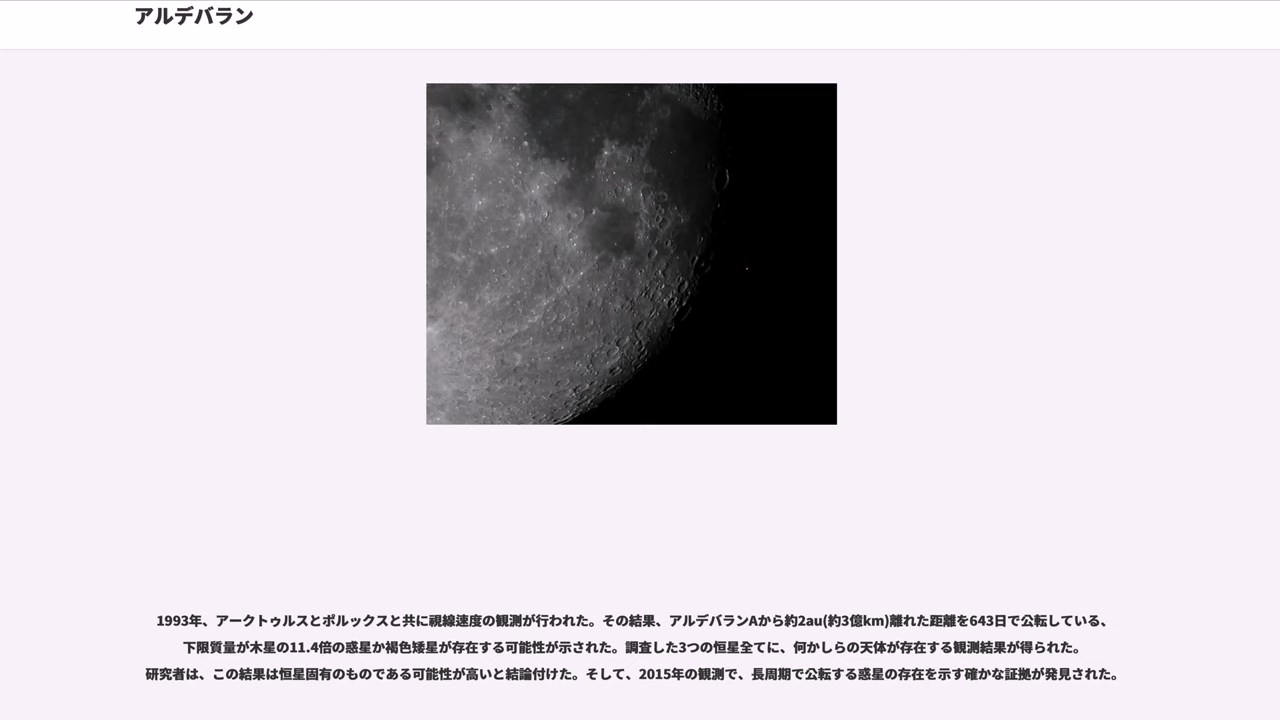 アルデバラン
1993年、アークトゥルスとポルックスと共に視線速度の観測が行われた。その結果、アルデバランAから約2au(約3億km)離れた距離を643日で公転している、
下限質量が木星の11.4倍の惑星か褐色矮星が存在する可能性が示された。調査した3つの恒星全てに、何かしらの天体が存在する観測結果が得られた。
研究者は、この結果は恒星固有のものである可能性が高いと結論付けた。そして、2015年の観測で、長周期で公転する惑星の存在を示す確かな証拠が発見された。